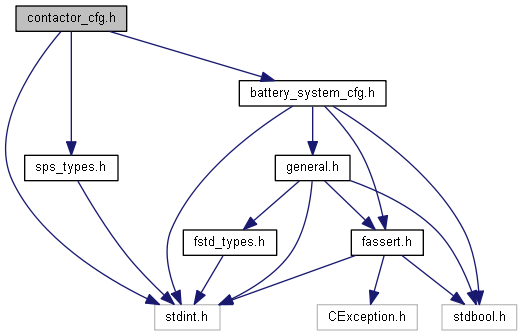 contactor_cfg.h
battery_system_cfg.h
sps_types.h
general.h
fstd_types.h
fassert.h
stdint.h
CException.h
stdbool.h